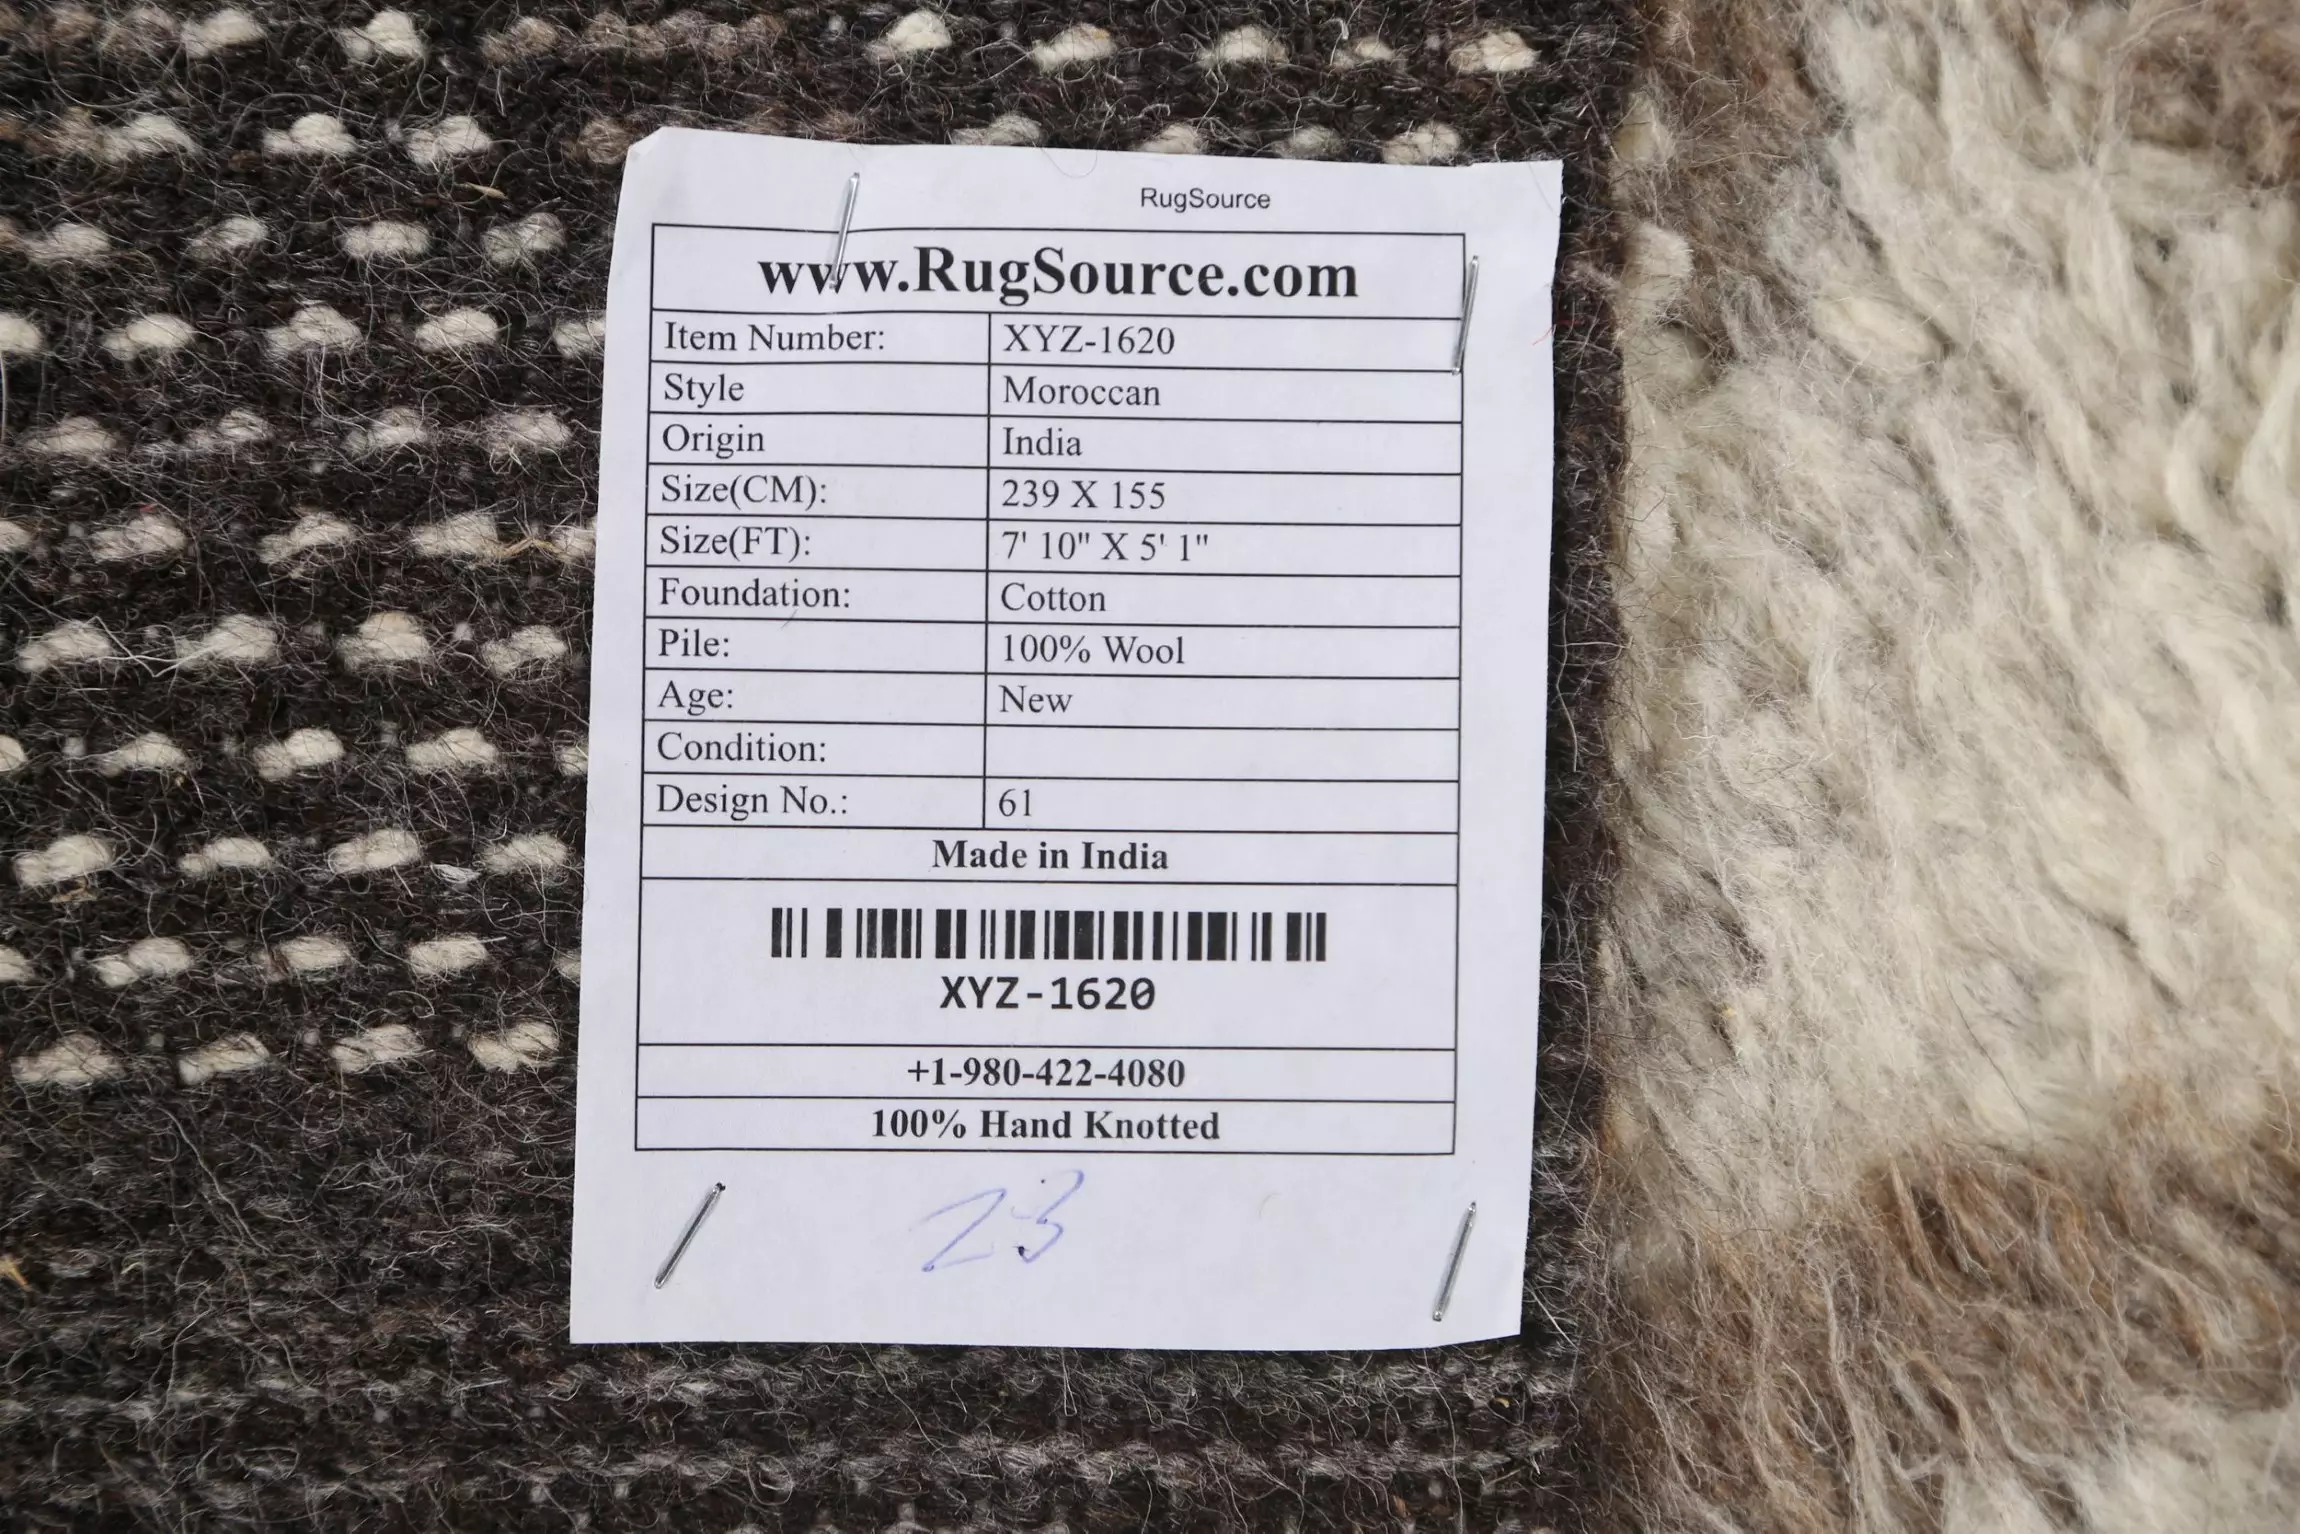 RugSource
www.RugSource.com
Item Number: XYZ-1620
Style Moroccan
Origin India
Size(CM): 239 X 155
Size(FT): 7' 10" X 5' 1"
Foundation: Cotton
Pile: 100% Wool
Age: New
Condition:
Design No.: 61
Made in India
XYZ-1620
+1-980-422-4080
100% Hand Knotted
23